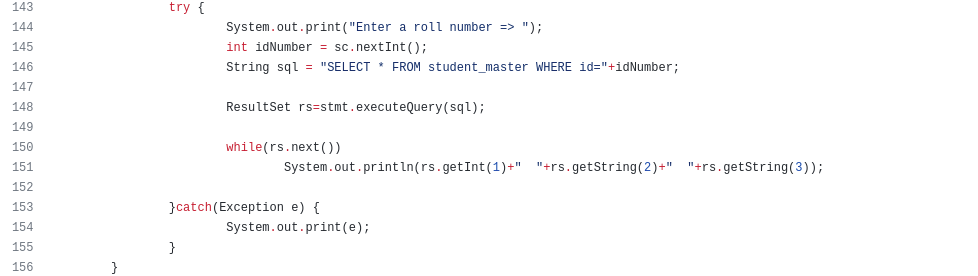 143 try {
144 System.out.print("Enter a roll number => ");
145 int idNumber = sc.nextInt();
146 String sql = "SELECT * FROM student_master WHERE id="+idNumber;
147
148 ResultSet rs=stmt.executeQuery(sql);
149
150 while(rs.next())
151 System.out.println(rs.getInt(1)+"  "+rs.getString(2)+"  "+rs.getString(3));
152
153 }catch(Exception e) {
154 System.out.print(e);
155 }
156 }